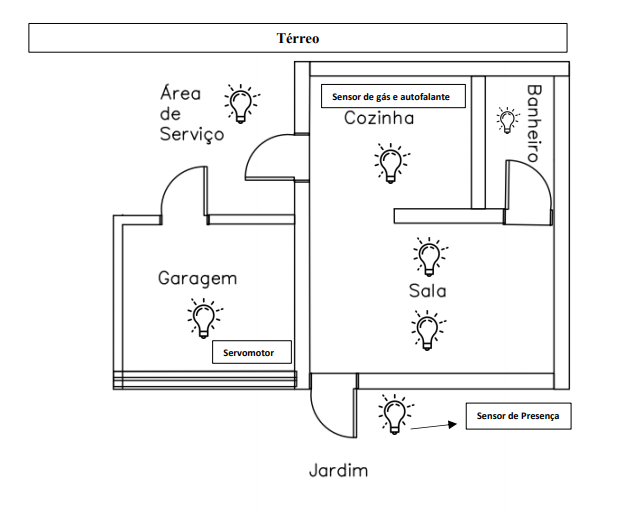 Térreo
Área
de
Serviço
Sensor de gás e autofalante
Cozinha
Banheiro
Garagem
Sala
Servomotor
Sensor de Presença
Jardim